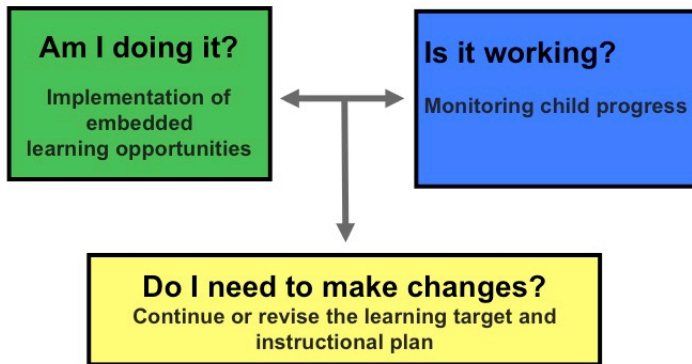 Am I doing it?
Implementation of
embedded
learning opportunities
Is it working?
Monitoring child progress
Do I need to make changes?
Continue or revise the learning target and
instructional plan